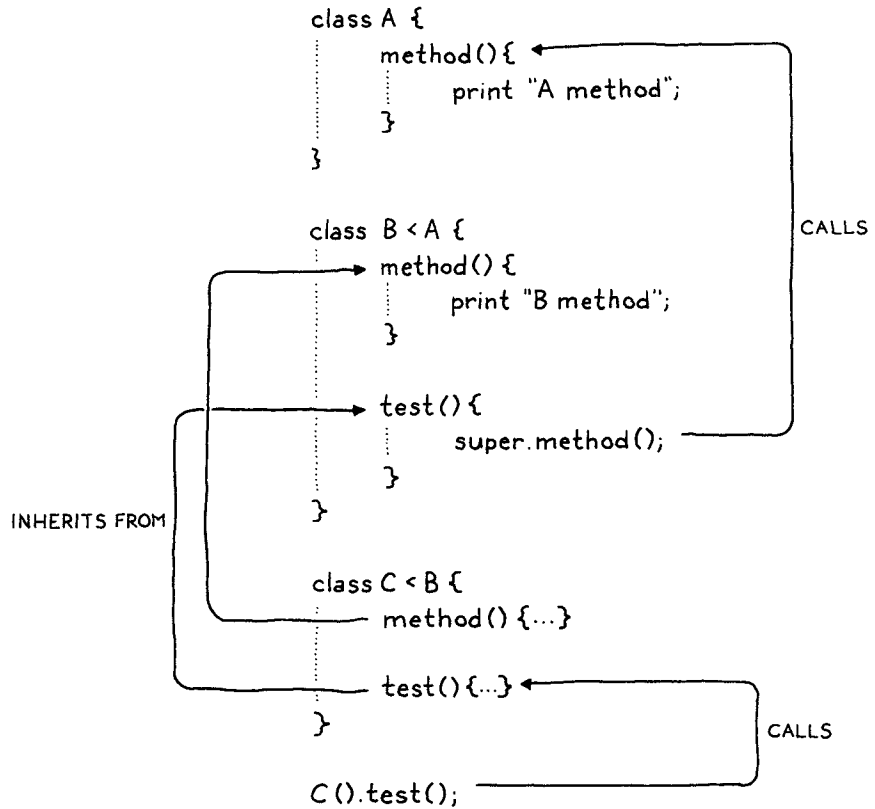 class A {
method() {
print "A method";
}
}
CALLS
class B < A {
method() {
print "B method";
}
test() {
super.method();
}
}
INHERITS FROM
class C < B {
method() {...}
test() {...}
}
CALLS
C().test();